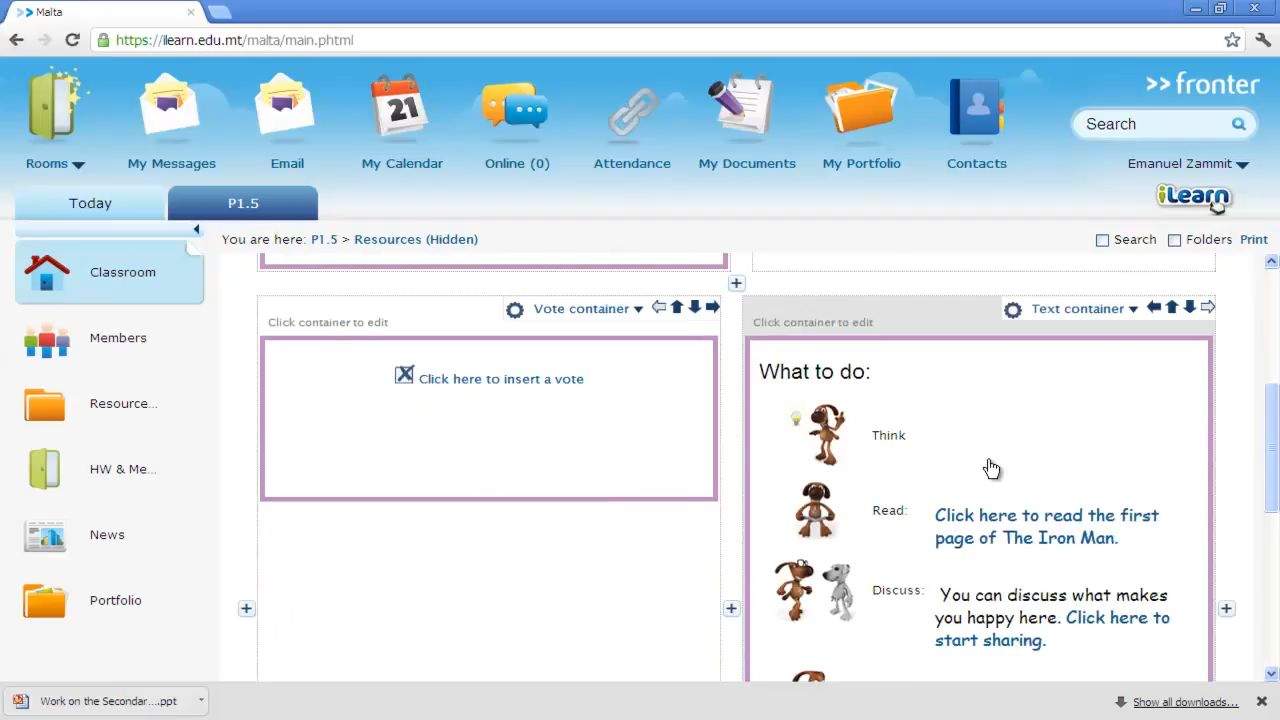 Malta
https://ilearn.edu.mt/malta/main.phtml
>>fronter
21
Search
Rooms
My Messages
Email
My Calendar
Online (0)
Attendance
My Documents
My Portfolio
Contacts
Emanuel Zammit
Today
P1.5
iLearn
You are here: P1.5 > Resources (Hidden)
Search
Folders
Print
Classroom
Members
Resource...
HW & Me...
News
Portfolio
Vote container
Click container to edit
Click here to insert a vote
Text container
Click container to edit
What to do:
Think
Read:
Click here to read the first
page of The Iron Man.
Discuss:
You can discuss what makes
you happy here. Click here to
start sharing.
Work on the Secondar....ppt
Show all downloads...